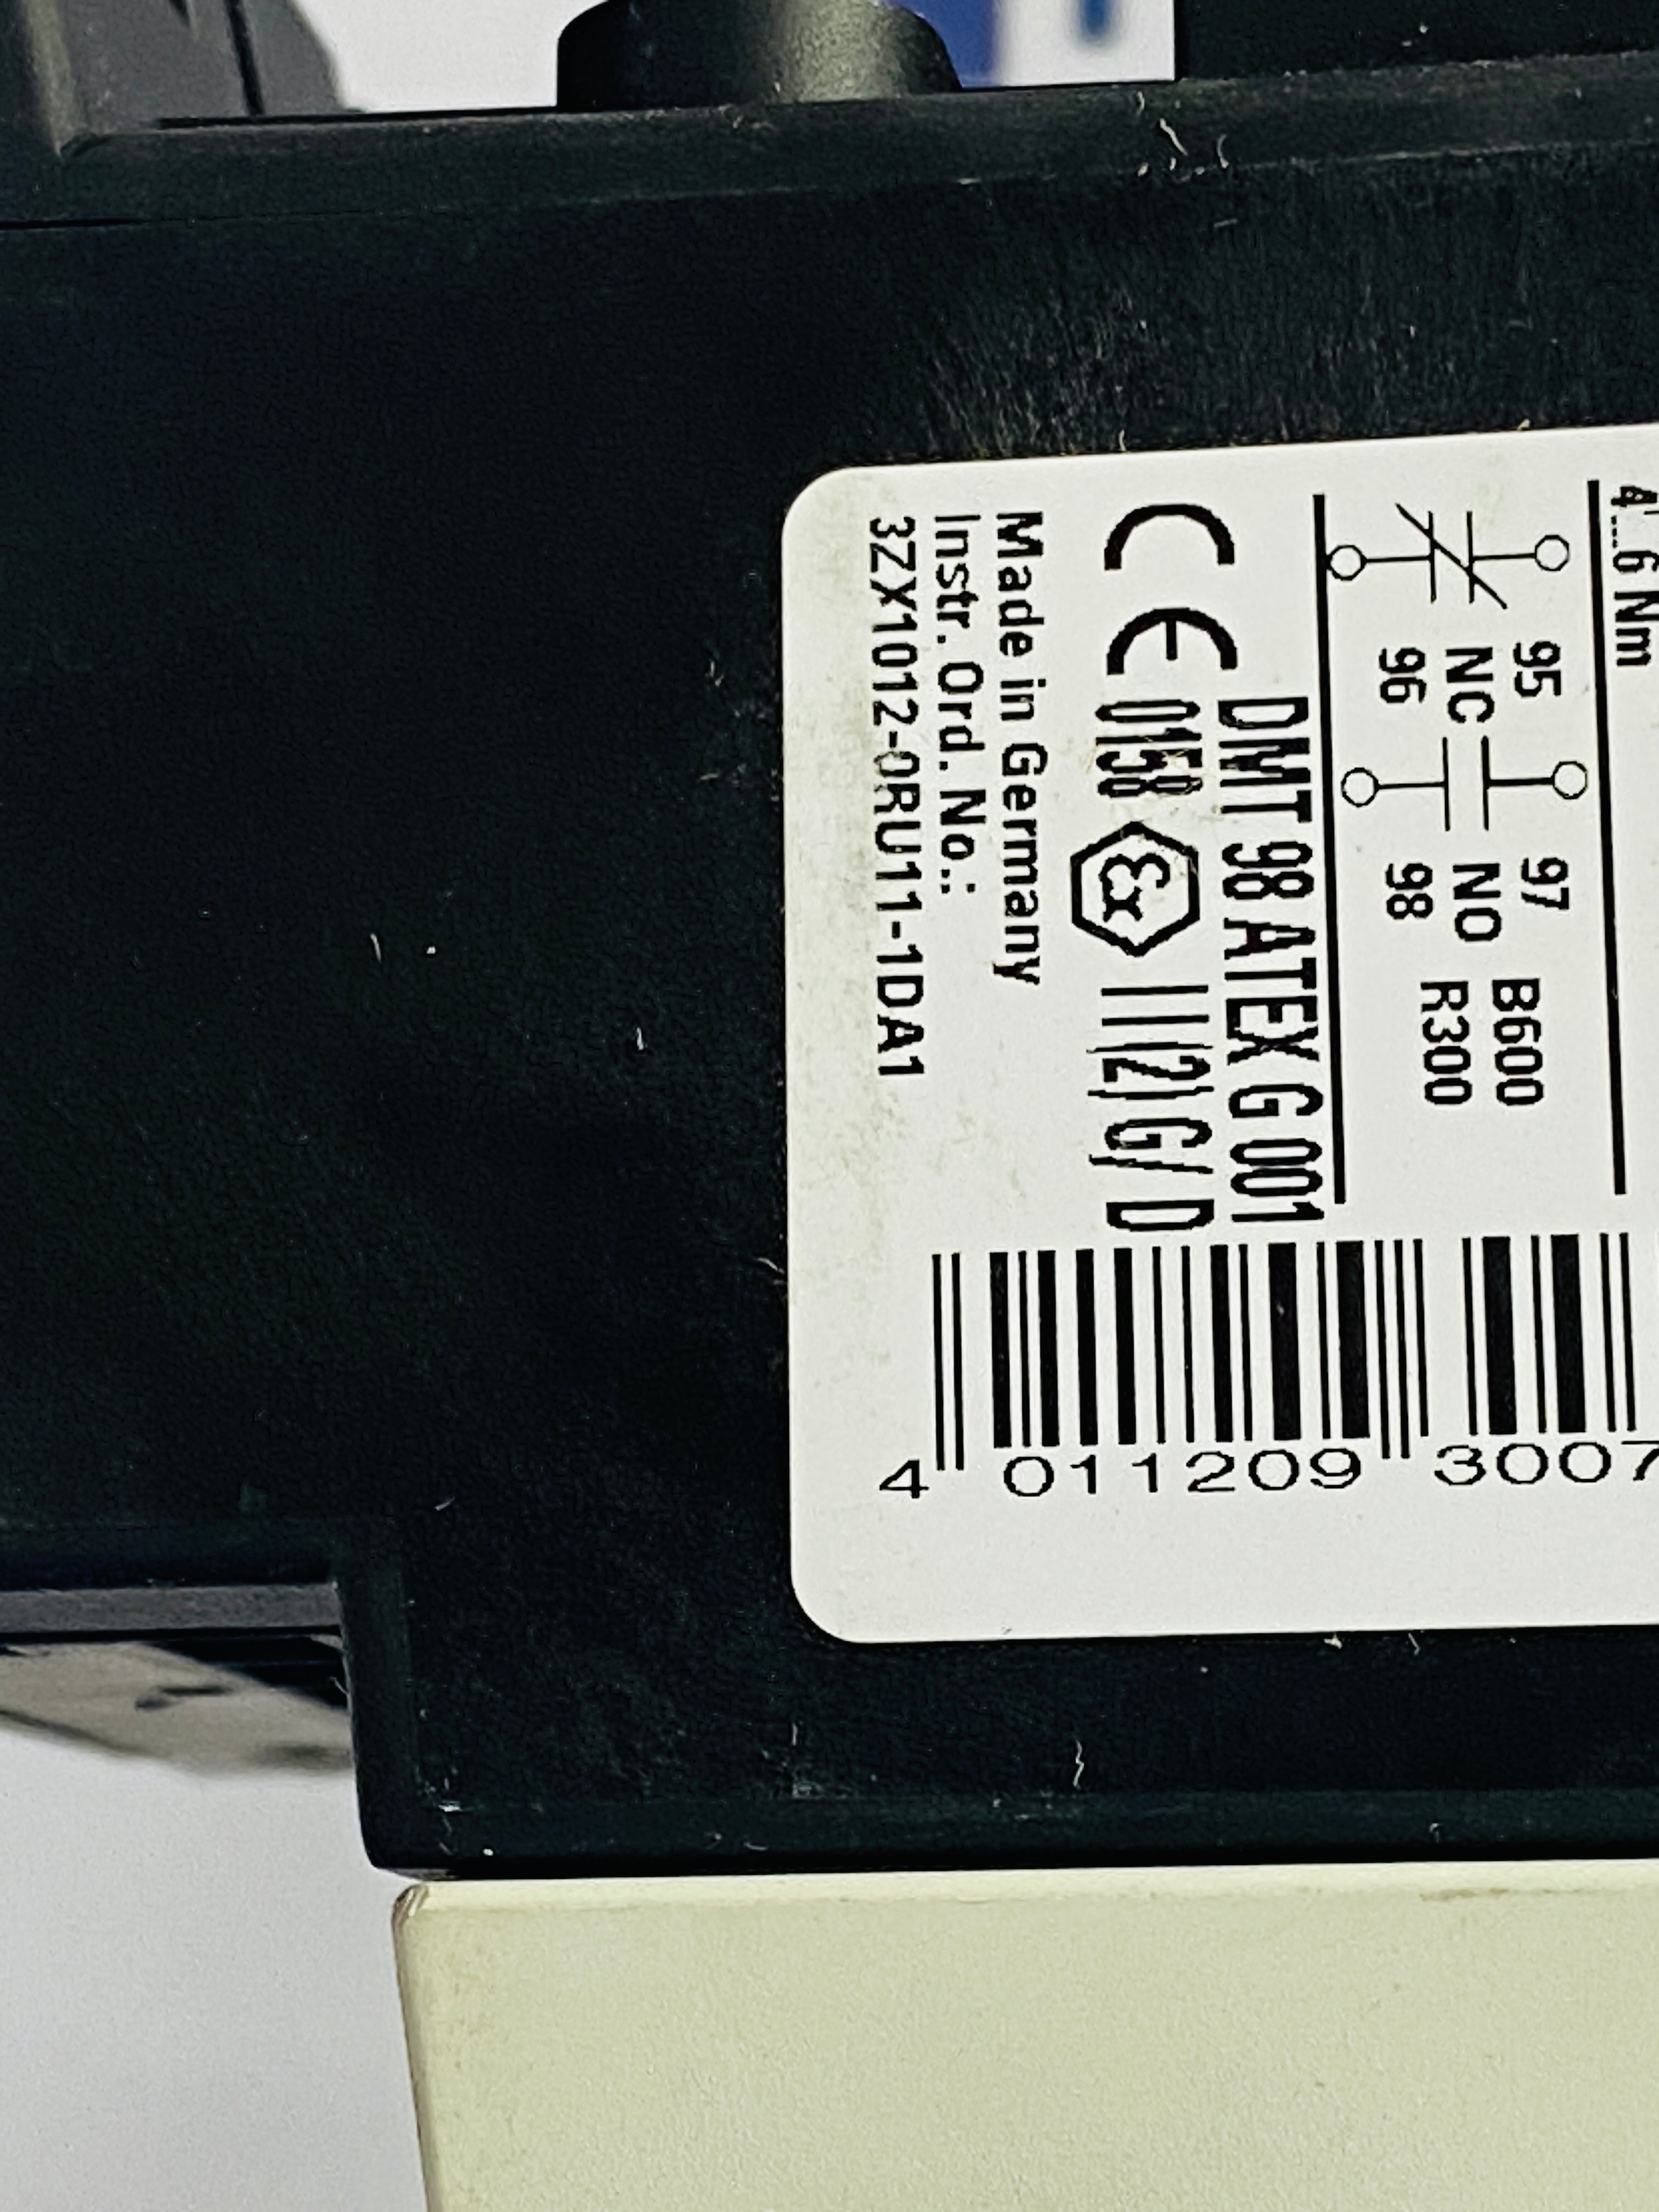 4...6 Nm
95 97 B600
NC NO
96 98 R300
DMT 98 ATEX G 001
CE 0158 Ex II (2) G/D
Made in Germany
Instr. Ord. No.:
3ZX1012-0RU11-1DA1
4 011209 3007